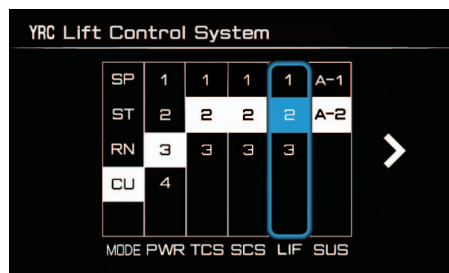 YRC Lift Control System
SP 1 1 1 1 A-1
ST 2 2 2 2 A-2
RN 3 3 3 3
CU 4
MODE PWR TCS SCS LIF SUS